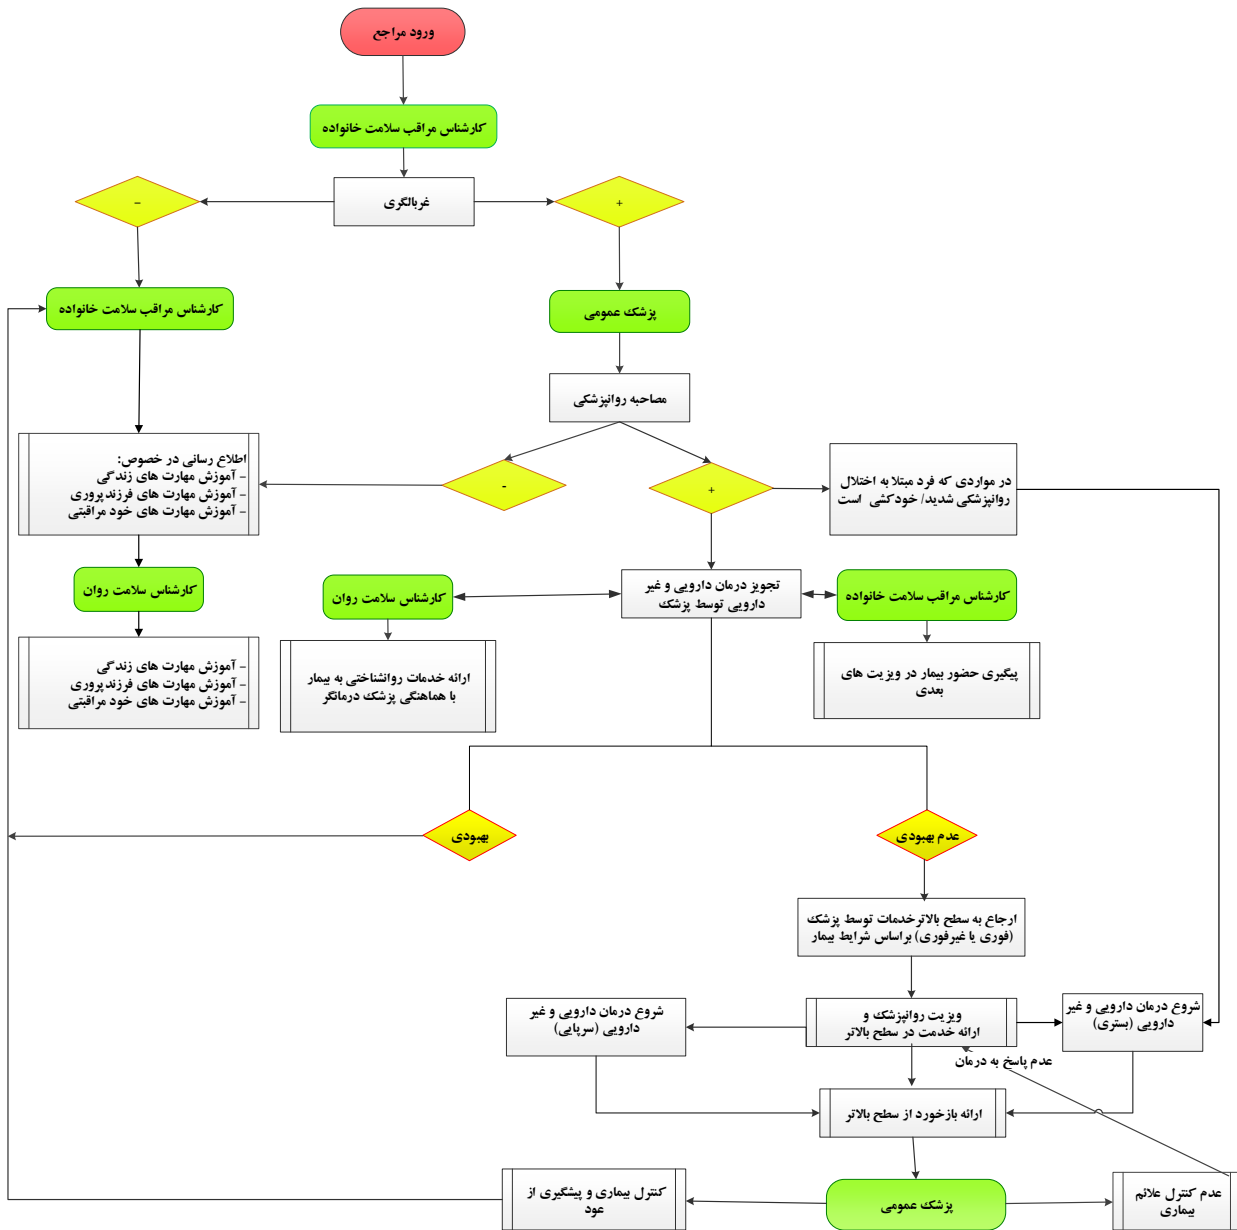 ورود مراجع
کارشناس مراقب سلامت خانواده
غربالگری
+
-
پزشک عمومی
کارشناس مراقب سلامت خانواده
مصاحبه روانپزشکی
در مواردی که فرد مبتلا به اختلال
روانپزشکی شدید/ خودکشی است
+
-
اطلاع رسانی در خصوص:
- آموزش مهارت های زندگی
- آموزش مهارت های فرزندپروری
- آموزش مهارت های خود مراقبتی
کارشناس مراقب سلامت خانواده
تجویز درمان دارویی و غیر
دارویی توسط پزشک
کارشناس سلامت روان
کارشناس سلامت روان
پیگیری حضور بیمار در ویزیت های
بعدی
ارائه خدمات روانشناختی به بیمار
با هماهنگی پزشک درمانگر
- آموزش مهارت های زندگی
- آموزش مهارت های فرزندپروری
- آموزش مهارت های خود مراقبتی
عدم بهبودی
بهبودی
ارجاع به سطح بالاترخدمات توسط پزشک
(فوری یا غیرفوری) براساس شرایط بیمار
شروع درمان دارویی و غیر
دارویی (بستری)
ویزیت روانپزشک و
ارائه خدمت در سطح بالاتر
شروع درمان دارویی و غیر
دارویی (سرپایی)
عدم پاسخ به درمان
ارائه بازخورد از سطح بالاتر
عدم کنترل علائم
بیماری
پزشک عمومی
کنترل بیماری و پیشگیری از
عود